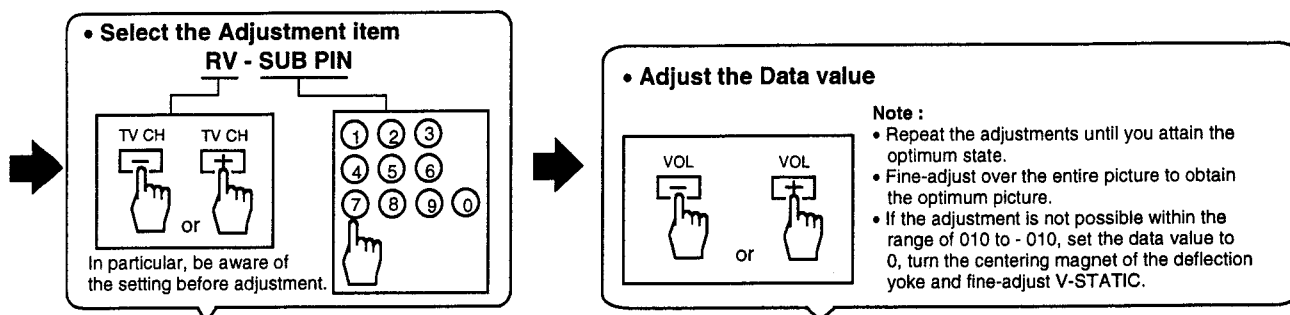 • Select the Adjustment item
RV - SUB PIN
TV CH TV CH
- +
or
1 2 3
4 5 6
7 8 9 0
In particular, be aware of
the setting before adjustment.
• Adjust the Data value
VOL VOL
- +
or
Note :
• Repeat the adjustments until you attain the
optimum state.
• Fine-adjust over the entire picture to obtain
the optimum picture.
• If the adjustment is not possible within the
range of 010 to - 010, set the data value to
0, turn the centering magnet of the deflection
yoke and fine-adjust V-STATIC.